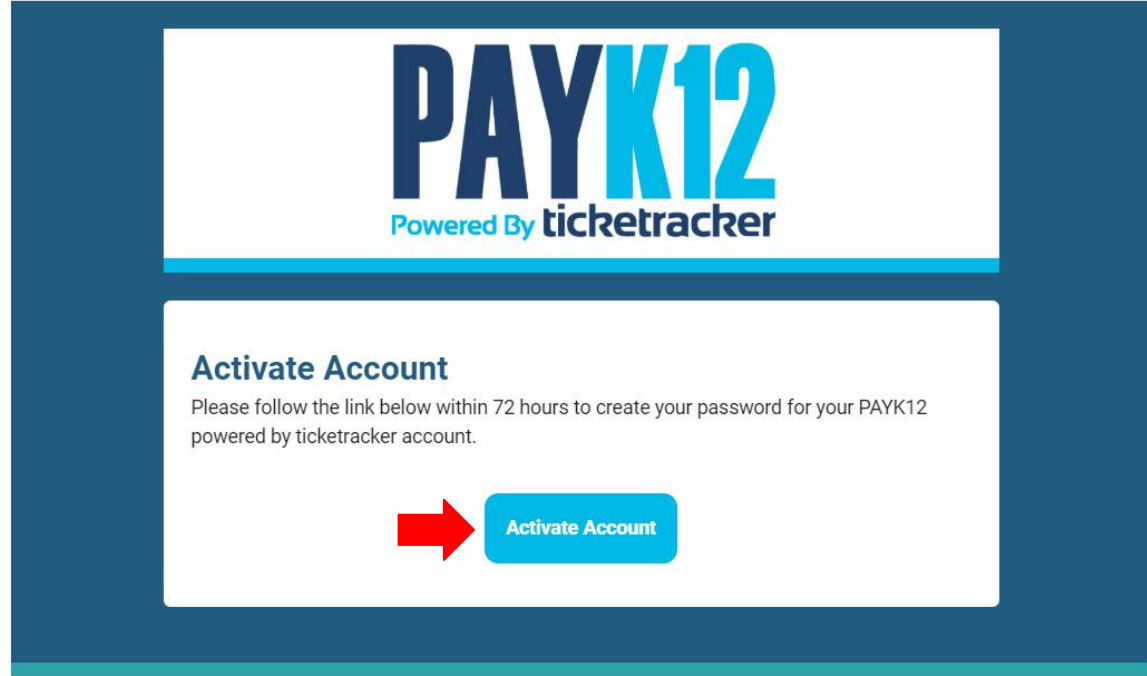 PAYK12
Powered By ticketracker
Activate Account
Please follow the link below within 72 hours to create your password for your PAYK12
powered by ticketracker account.
Activate Account